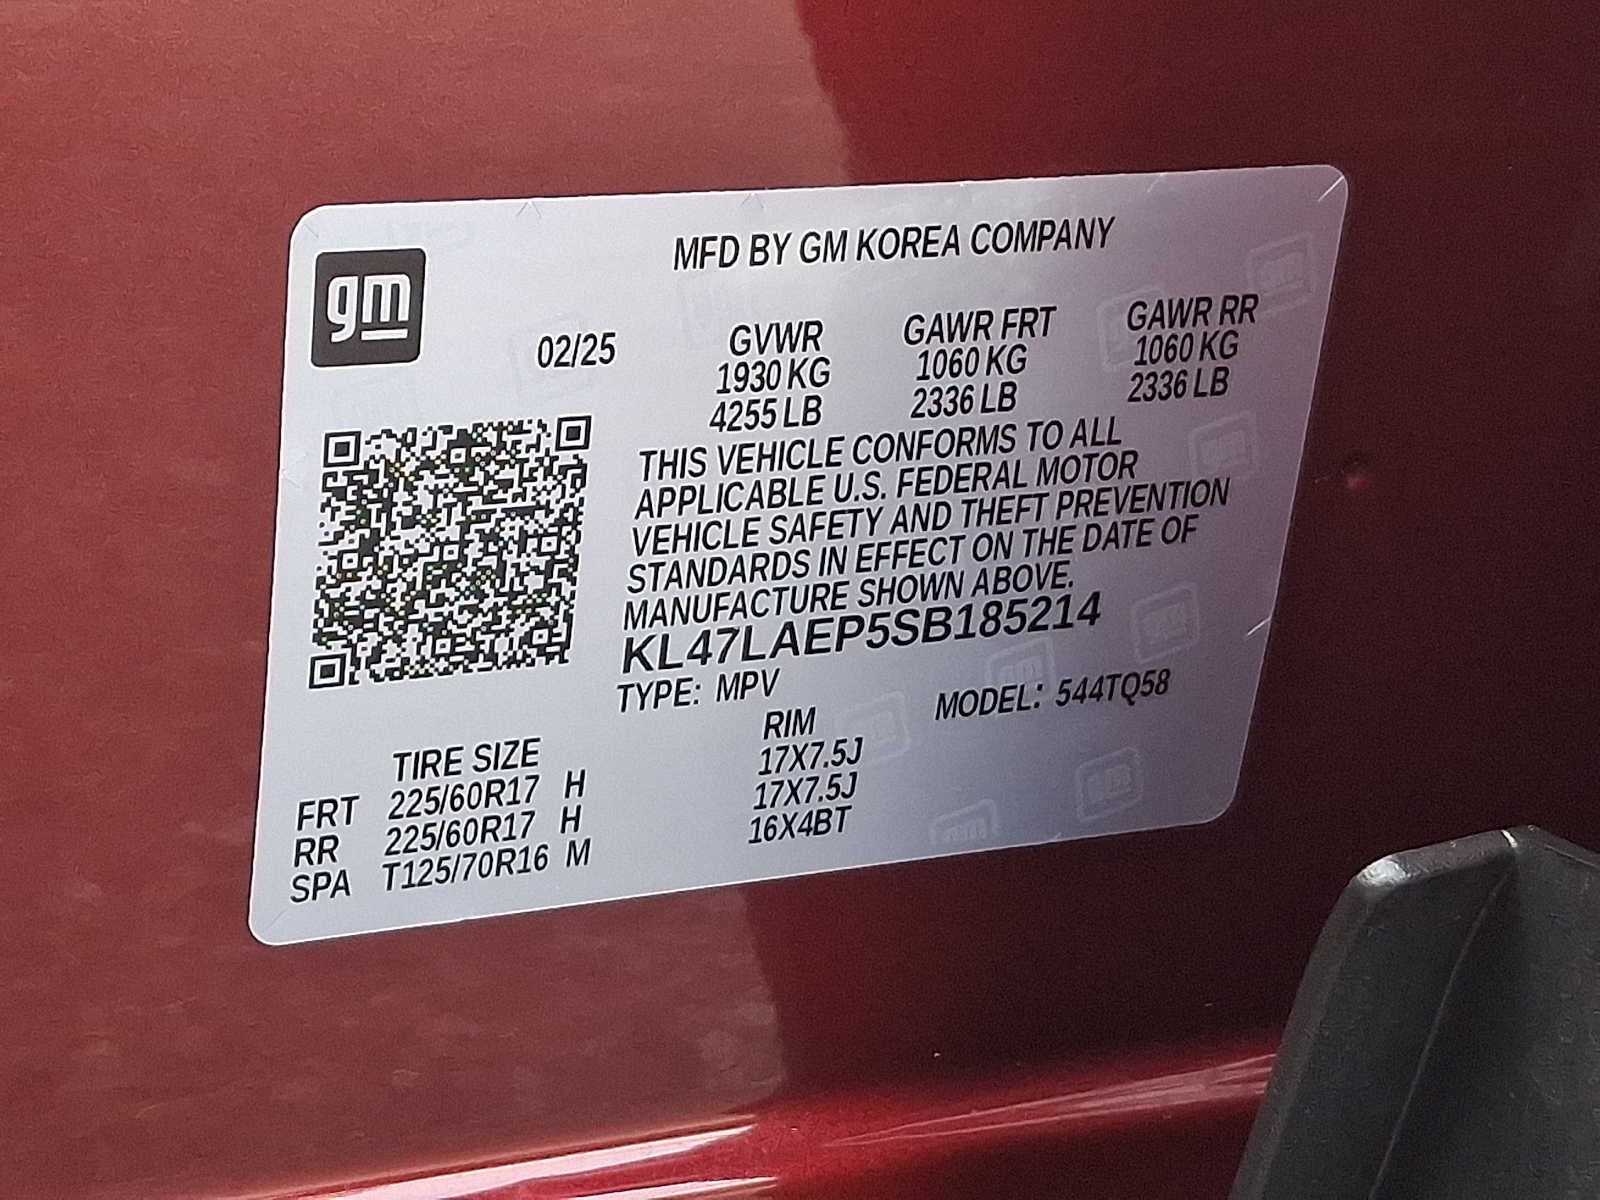 gm
MFD BY GM KOREA COMPANY
02/25 GVWR GAWR FRT GAWR RR
1930 KG 1060 KG 1060 KG
4255 LB 2336 LB 2336 LB
THIS VEHICLE CONFORMS TO ALL
APPLICABLE U.S. FEDERAL MOTOR
VEHICLE SAFETY AND THEFT PREVENTION
STANDARDS IN EFFECT ON THE DATE OF
MANUFACTURE SHOWN ABOVE.
KL47LAEP5SB185214
TYPE: MPV MODEL: 544TQ58
TIRE SIZE RIM
FRT 225/60R17 H 17X7.5J
RR 225/60R17 H 17X7.5J
SPA T125/70R16 M 16X4BT